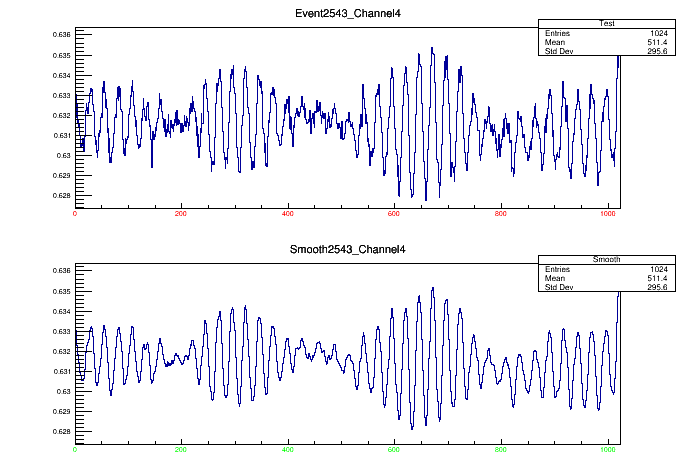 Event2543_Channel4
Test
Entries 1024
Mean 511.4
Std Dev 295.6
0.636
0.635
0.634
0.633
0.632
0.631
0.63
0.629
0.628
0 200 400 600 800 1000
Smooth2543_Channel4
Smooth
Entries 1024
Mean 511.4
Std Dev 295.6
0.636
0.635
0.634
0.633
0.632
0.631
0.63
0.629
0.628
0 200 400 600 800 1000